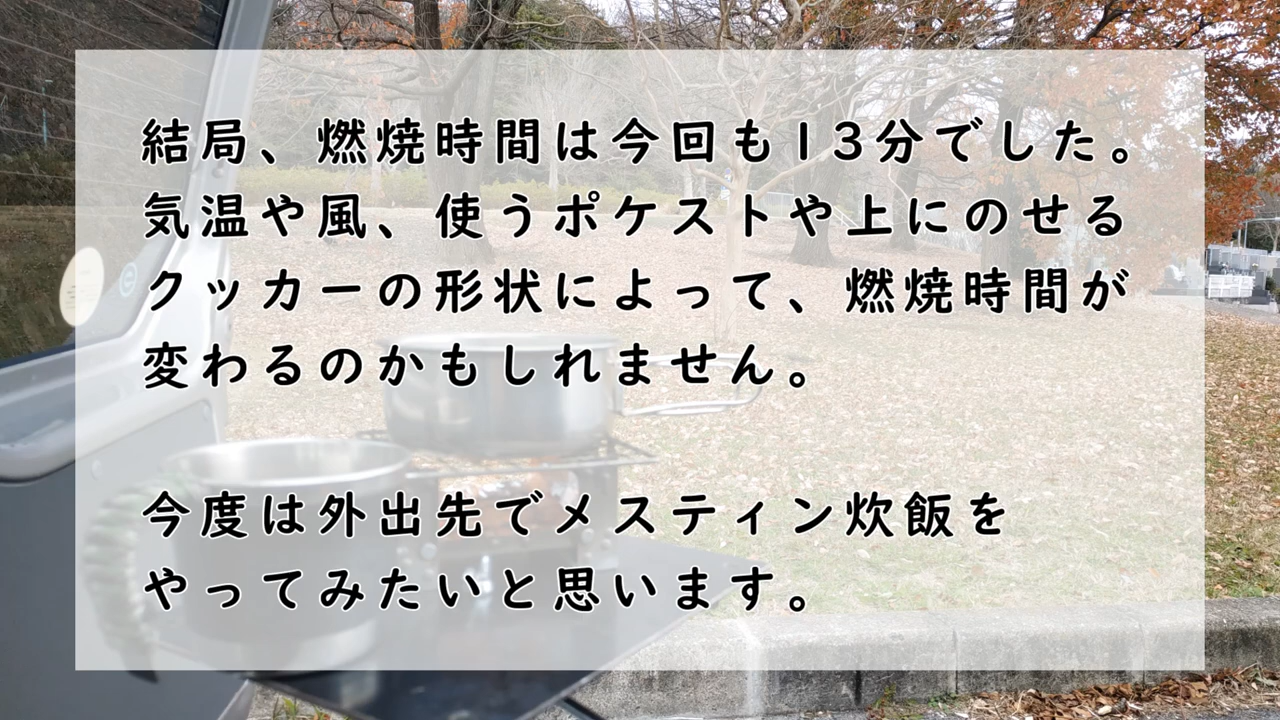 結局、燃焼時間は今回も13分でした。
気温や風、使うポケストや上にのせる
クッカーの形状によって、燃焼時間が
変わるのかもしれません。
今度は外出先でメスティン炊飯を
やってみたいと思います。